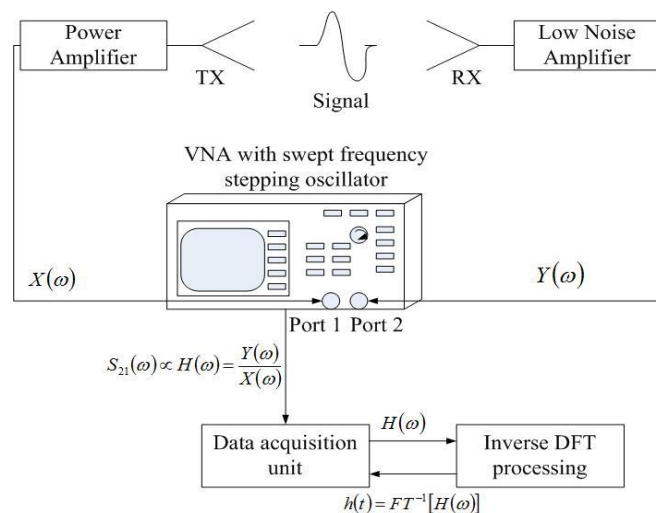 Power
Amplifier
TX
Signal
RX
Low Noise
Amplifier
VNA with swept frequency
stepping oscillator
X(ω)
Y(ω)
Port 1 Port 2
S₂₁(ω) ∝ H(ω) = Y(ω)/X(ω)
Data acquisition
unit
H(ω)
Inverse DFT
processing
h(t) = FT⁻¹[H(ω)]